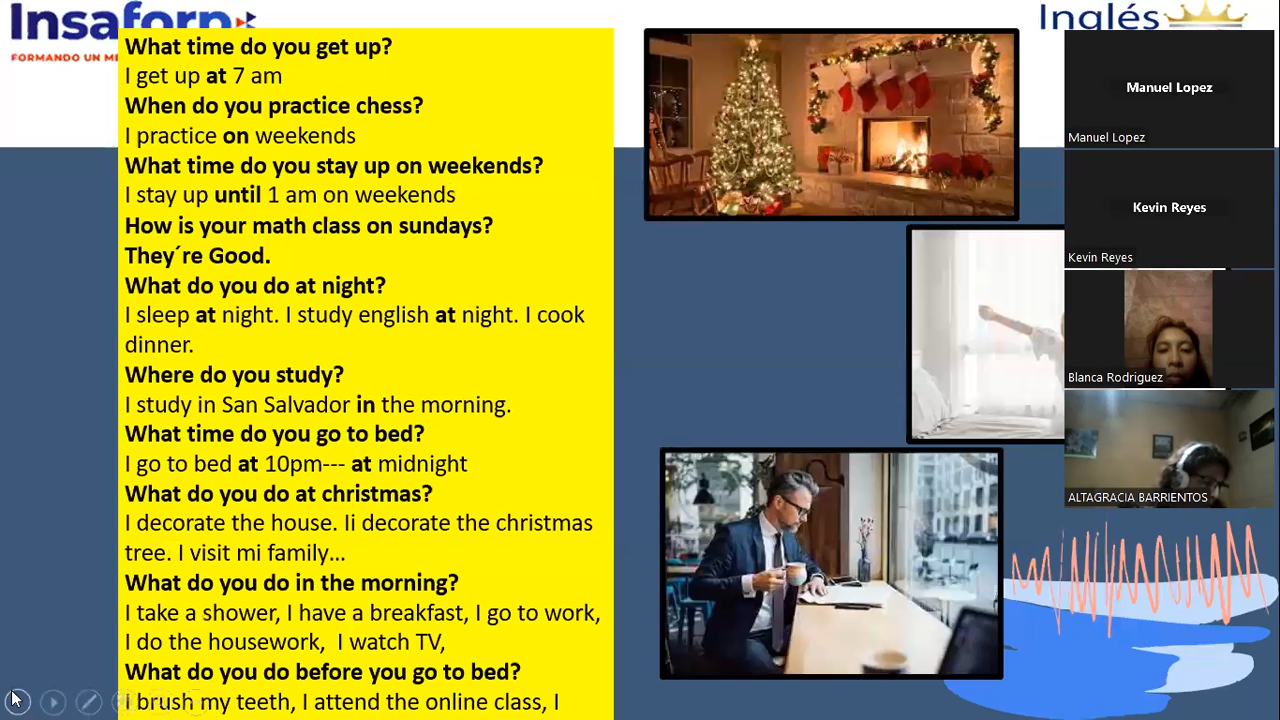 Insaforp
FORMANDO UN ME
Inglés
What time do you get up?
I get up at 7 am
When do you practice chess?
I practice on weekends
What time do you stay up on weekends?
I stay up until 1 am on weekends
How is your math class on sundays?
They´re Good.
What do you do at night?
I sleep at night. I study english at night. I cook
dinner.
Where do you study?
I study in San Salvador in the morning.
What time do you go to bed?
I go to bed at 10pm--- at midnight
What do you do at christmas?
I decorate the house. Ii decorate the christmas
tree. I visit mi family…
What do you do in the morning?
I take a shower, I have a breakfast, I go to work,
I do the housework,  I watch TV,
What do you do before you go to bed?
I brush my teeth, I attend the online class, I
Manuel Lopez
Manuel Lopez
Kevin Reyes
Kevin Reyes
Blanca Rodriguez
ALTAGRACIA BARRIENTOS